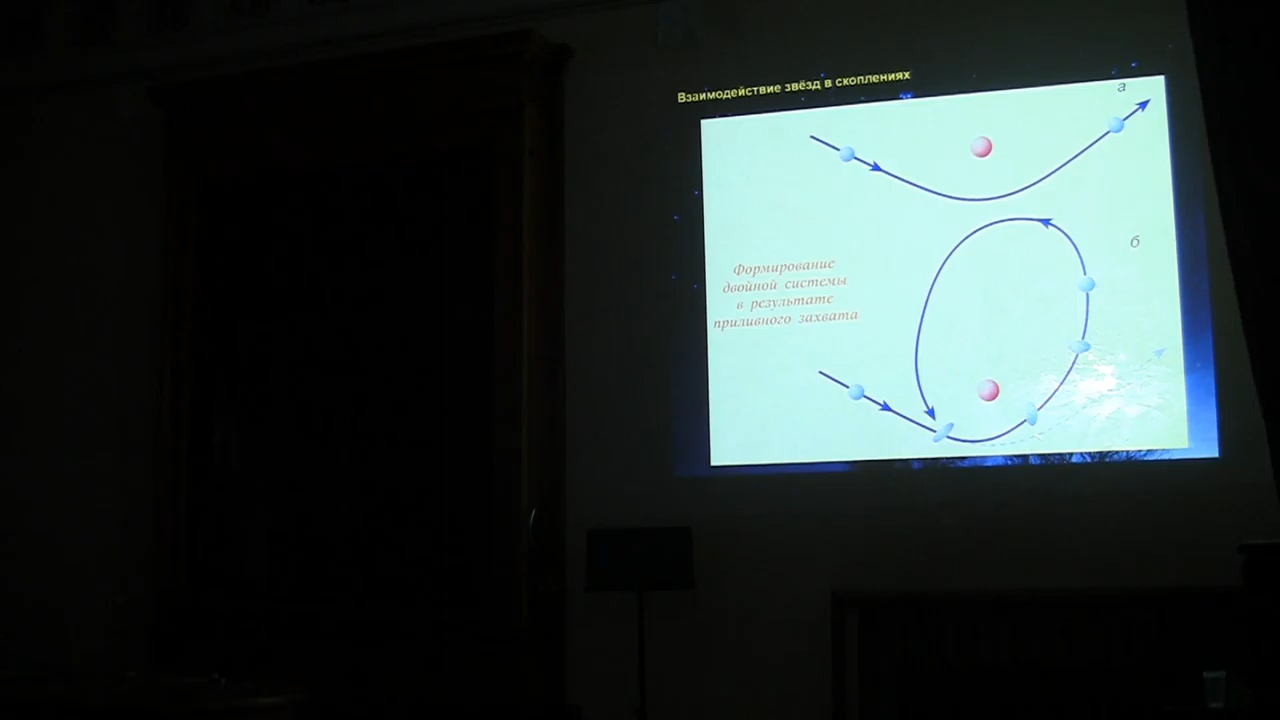 Взаимодействие звёзд в скоплениях
а
б
Формирование
двойной системы
в результате
приливного захвата